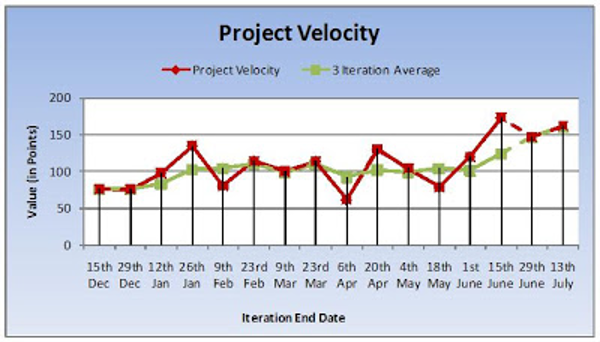 Project Velocity
Project Velocity 3 Iteration Average
200
150
100
50
0
Value (in Points)
15th 29th 12th 26th 9th 23rd 9th 23rd 6th 20th 4th 18th 1st 15th 29th 13th
Dec Dec Jan Jan Feb Feb Mar Mar Apr Apr May May June June June July
Iteration End Date